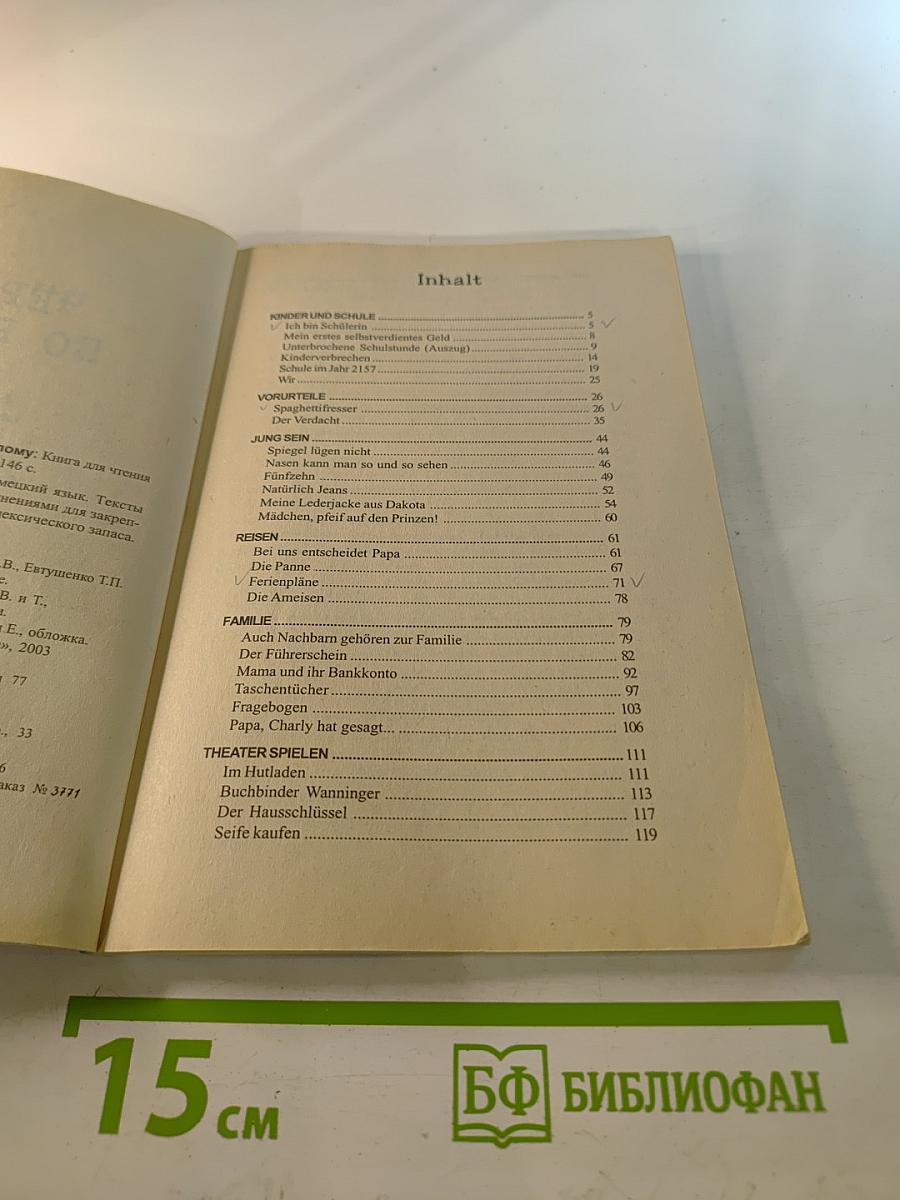 лому: Книга для чтения
146 с.
мецкий язык. Тексты
нениями для закреп-
ексического запаса.
.В., Евтушенко Т.П.
е.
В. и Т.,
и.
Е., обложка.
», 2003
77
., 33
6
аказ № 3771
Inhalt
KINDER UND SCHULE 5
Ich bin Schülerin 5
Mein erstes selbstverdientes Geld 8
Unterbrochene Schulstunde (Auszug) 9
Kinderverbrechen 14
Schule im Jahr 2157 19
Wir 25
VORURTEILE 26
Spaghettifresser 26
Der Verdacht 35
JUNG SEIN 44
Spiegel lügen nicht 44
Nasen kann man so und so sehen 46
Fünfzehn 49
Natürlich Jeans 52
Meine Lederjacke aus Dakota 54
Mädchen, pfeif auf den Prinzen! 60
REISEN 61
Bei uns entscheidet Papa 61
Die Panne 67
Ferienpläne 71
Die Ameisen 78
FAMILIE 79
Auch Nachbarn gehören zur Familie 79
Der Führerschein 82
Mama und ihr Bankkonto 92
Taschentücher 97
Fragebogen 103
Papa, Charly hat gesagt... 106
THEATER SPIELEN 111
Im Hutladen 111
Buchbinder Wanninger 113
Der Hausschlüssel 117
Seife kaufen 119
15 см
БФ БИБЛИОФАН